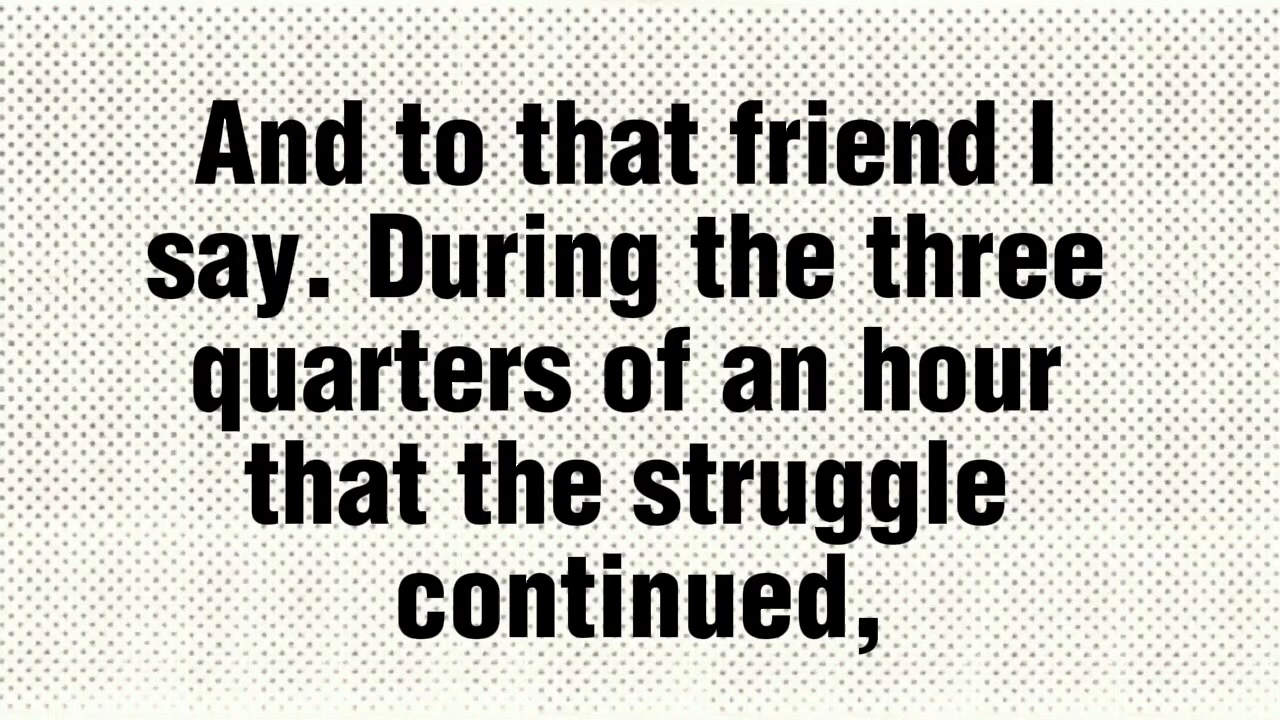 And to that friend I
say. During the three
quarters of an hour
that the struggle
continued,